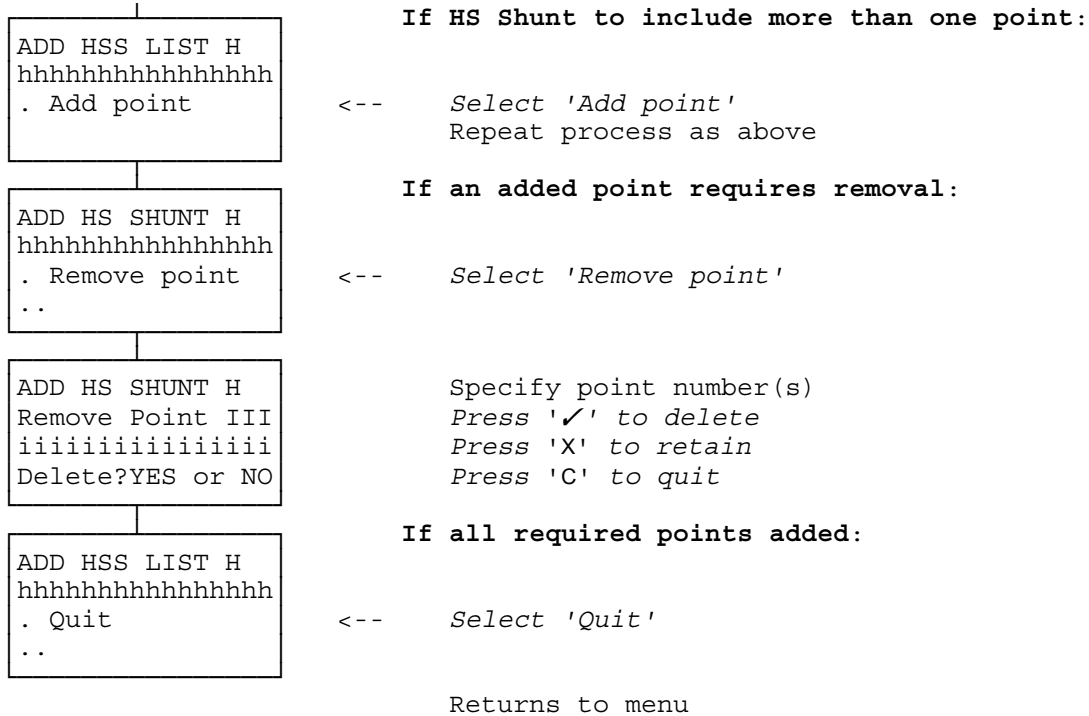 If HS Shunt to include more than one point:
ADD HSS LIST H
hhhhhhhhhhhhhhhh
. Add point <-- Select 'Add point'
Repeat process as above
If an added point requires removal:
ADD HS SHUNT H
hhhhhhhhhhhhhhhh
. Remove point <-- Select 'Remove point'
..
ADD HS SHUNT H Specify point number(s)
Remove Point III Press '✓' to delete
iiiiiiiiiiiiiiii Press 'X' to retain
Delete?YES or NO Press 'C' to quit
If all required points added:
ADD HSS LIST H
hhhhhhhhhhhhhhhh
. Quit <-- Select 'Quit'
..
Returns to menu